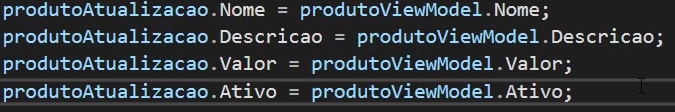 produtoAtualizacao.Nome = produtoViewModel.Nome;
produtoAtualizacao.Descricao = produtoViewModel.Descricao;
produtoAtualizacao.Valor = produtoViewModel.Valor;
produtoAtualizacao.Ativo = produtoViewModel.Ativo;